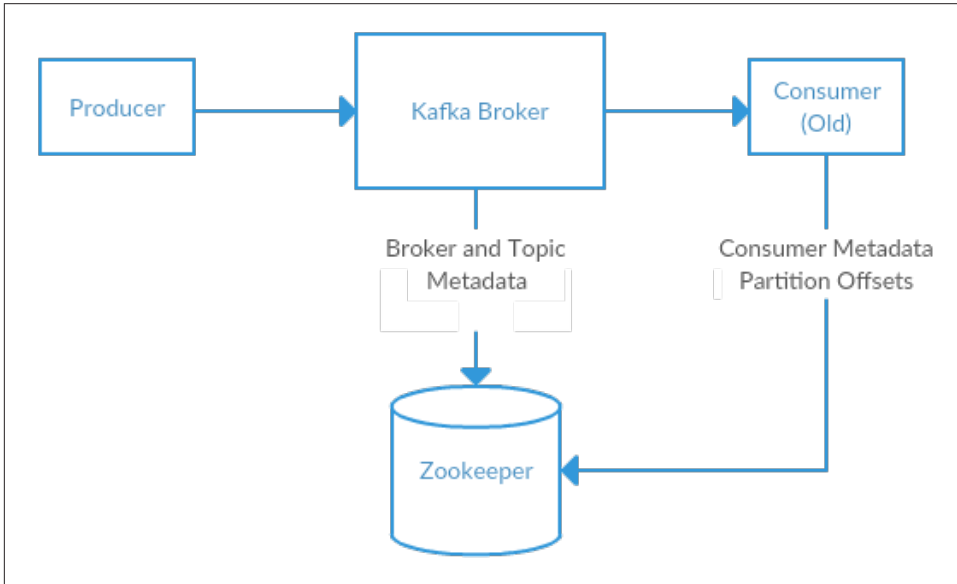 Producer
Kafka Broker
Consumer
(Old)
Broker and Topic
Metadata
Consumer Metadata
Partition Offsets
Zookeeper